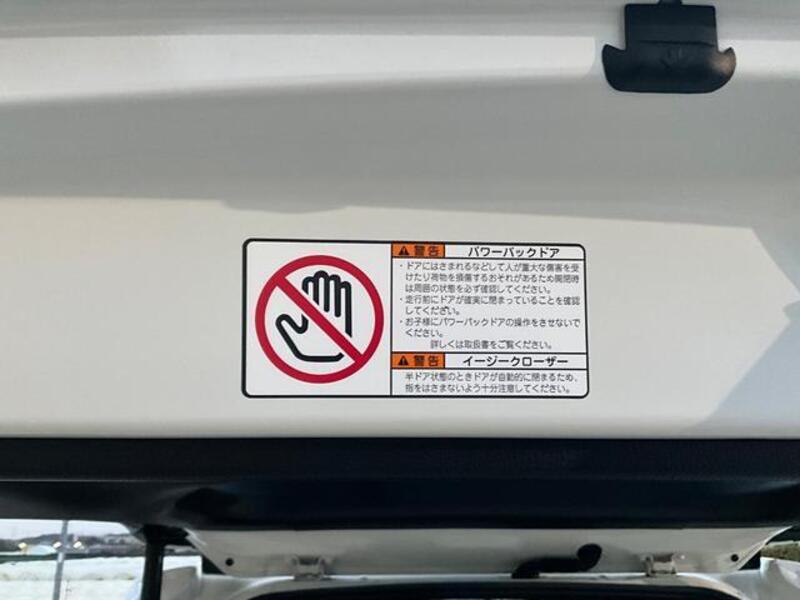 警告 パワーバックドア
・ドアにはさまれるなどして人が重大な傷害を受
けたり荷物を損傷するおそれがあるため開閉時
は周囲の状態を必ず確認してください。
・走行前にドアが確実に閉まっていることを確認
してください。
・お子様にパワーバックドアの操作をさせないで
ください。
詳しくは取扱書をご覧ください。
警告 イージークローザー
半ドア状態のときドアが自動的に閉まるため、
指をはさまないよう十分注意してください。